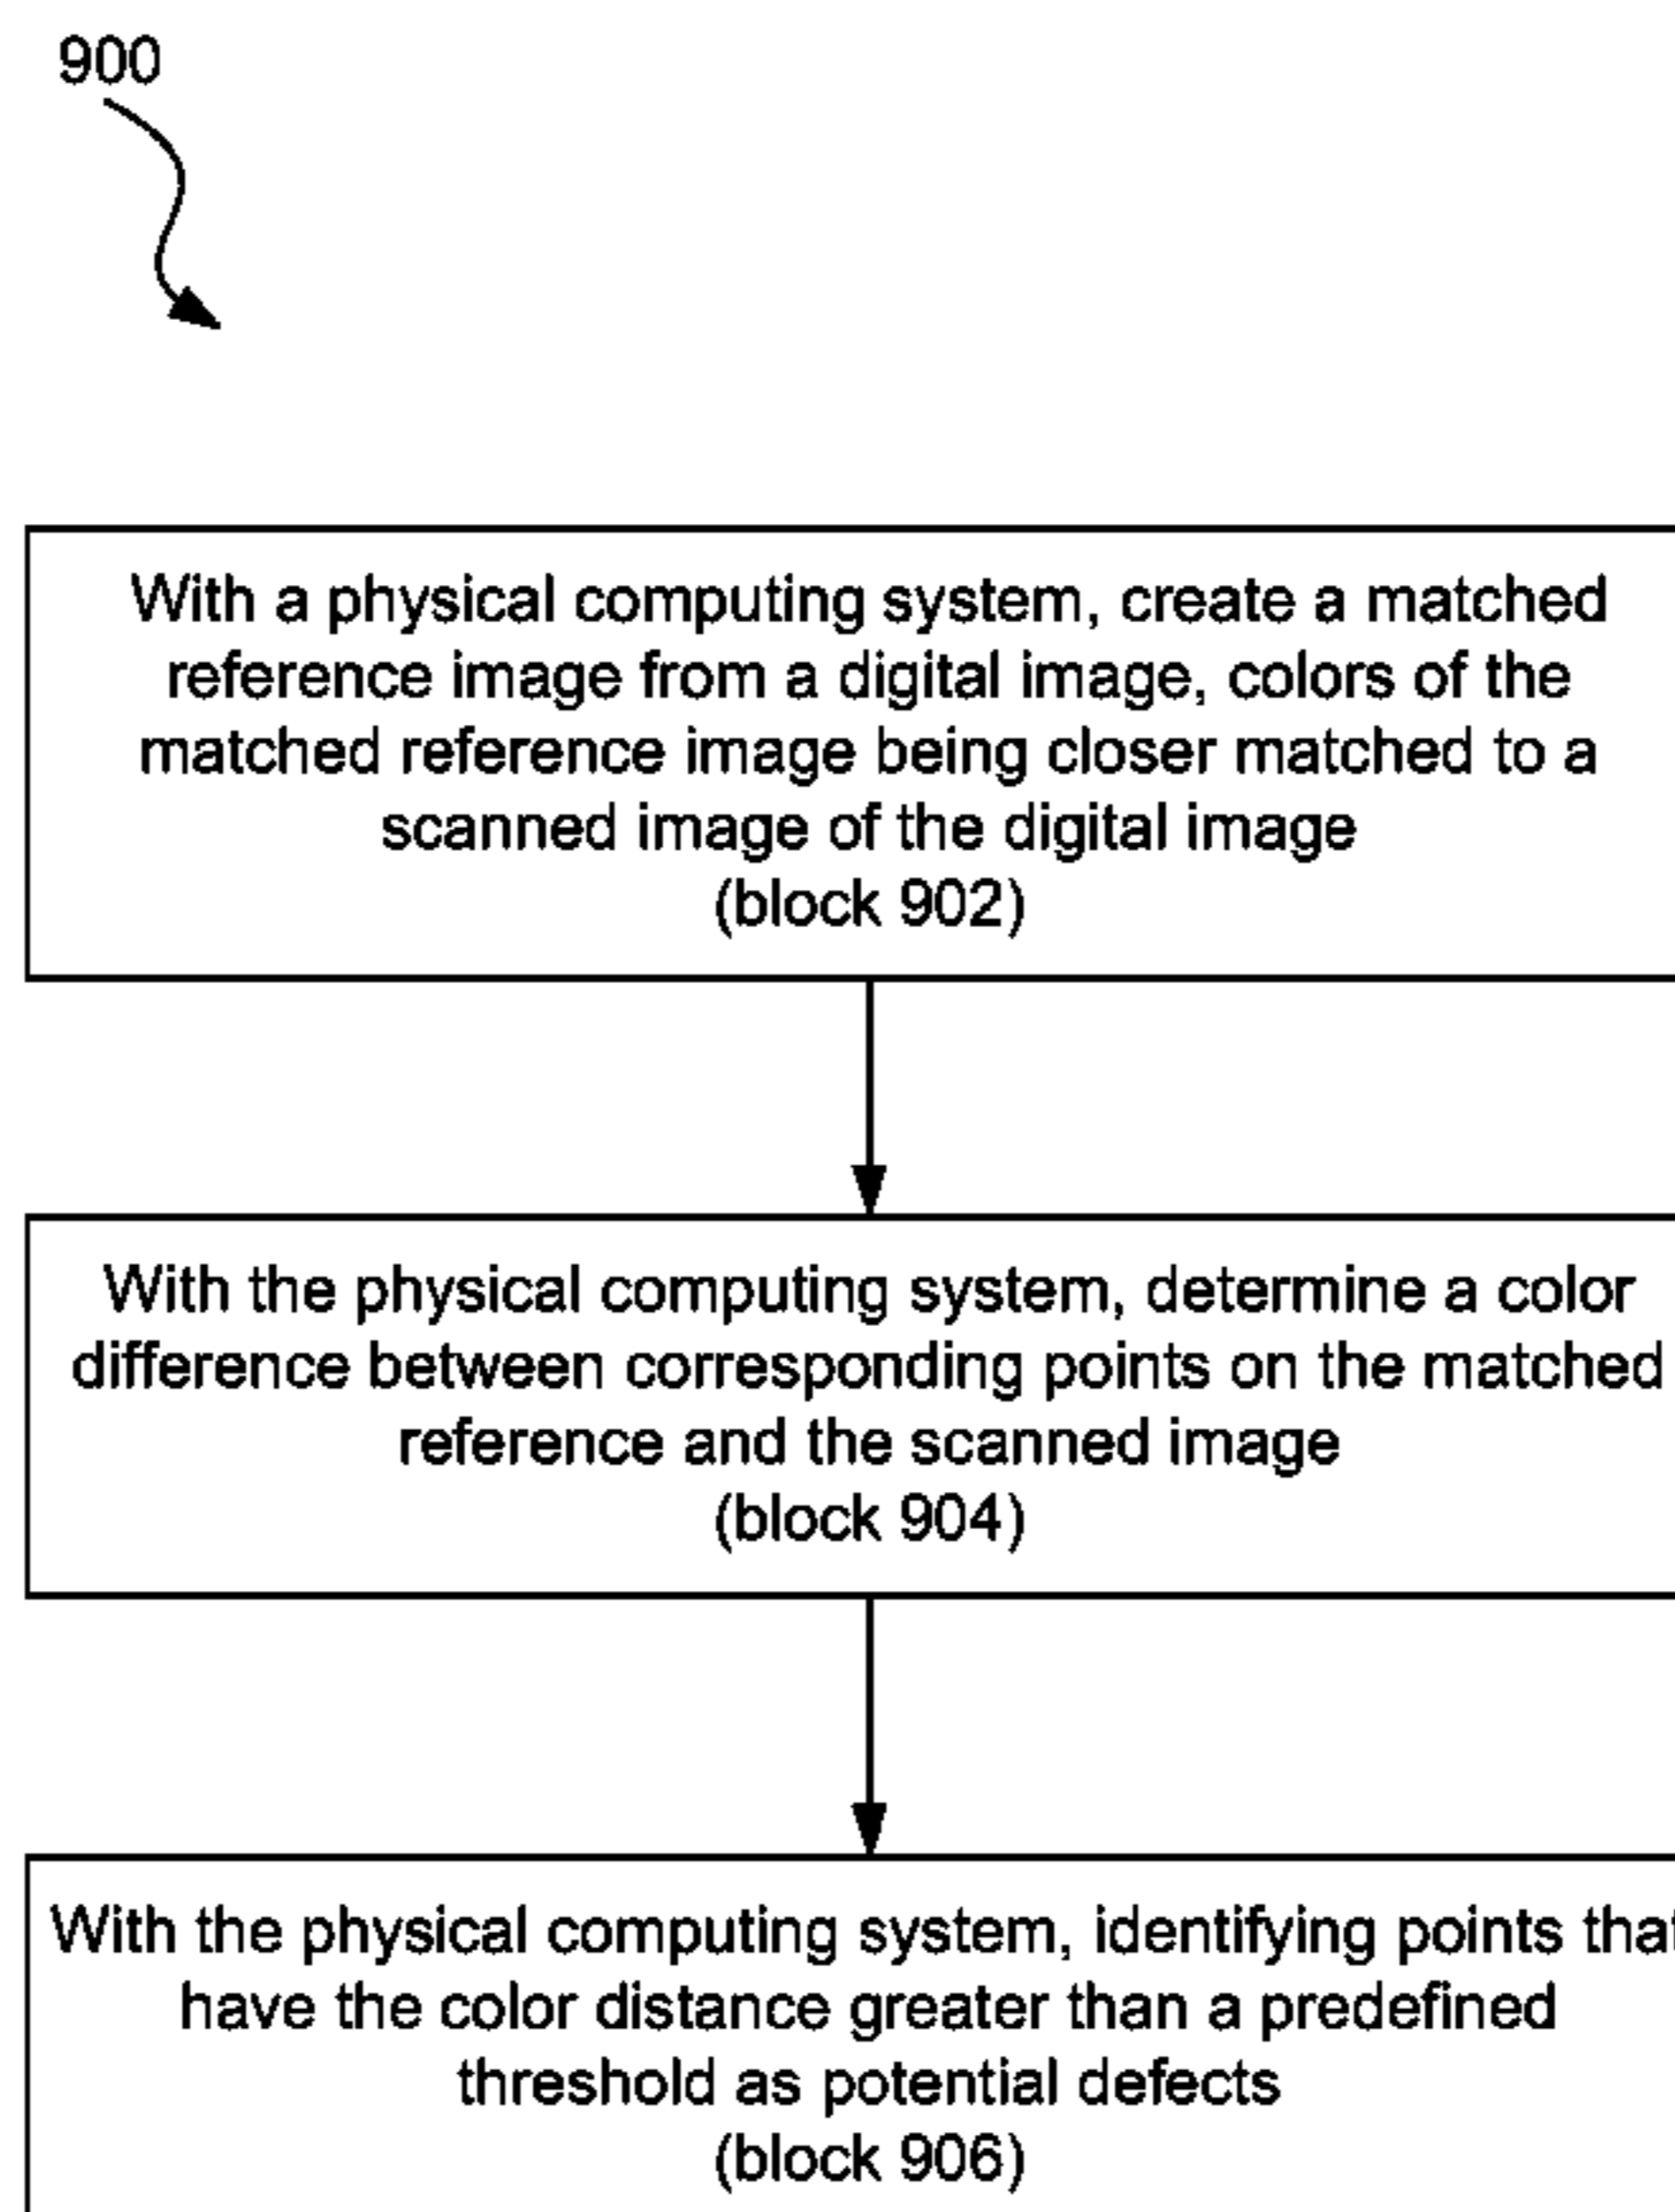 900
With a physical computing system, create a matched
reference image from a digital image, colors of the
matched reference image being closer matched to a
scanned image of the digital image
(block 902)
With the physical computing system, determine a color
difference between corresponding points on the matched
reference and the scanned image
(block 904)
With the physical computing system, identifying points that
have the color distance greater than a predefined
threshold as potential defects
(block 906)